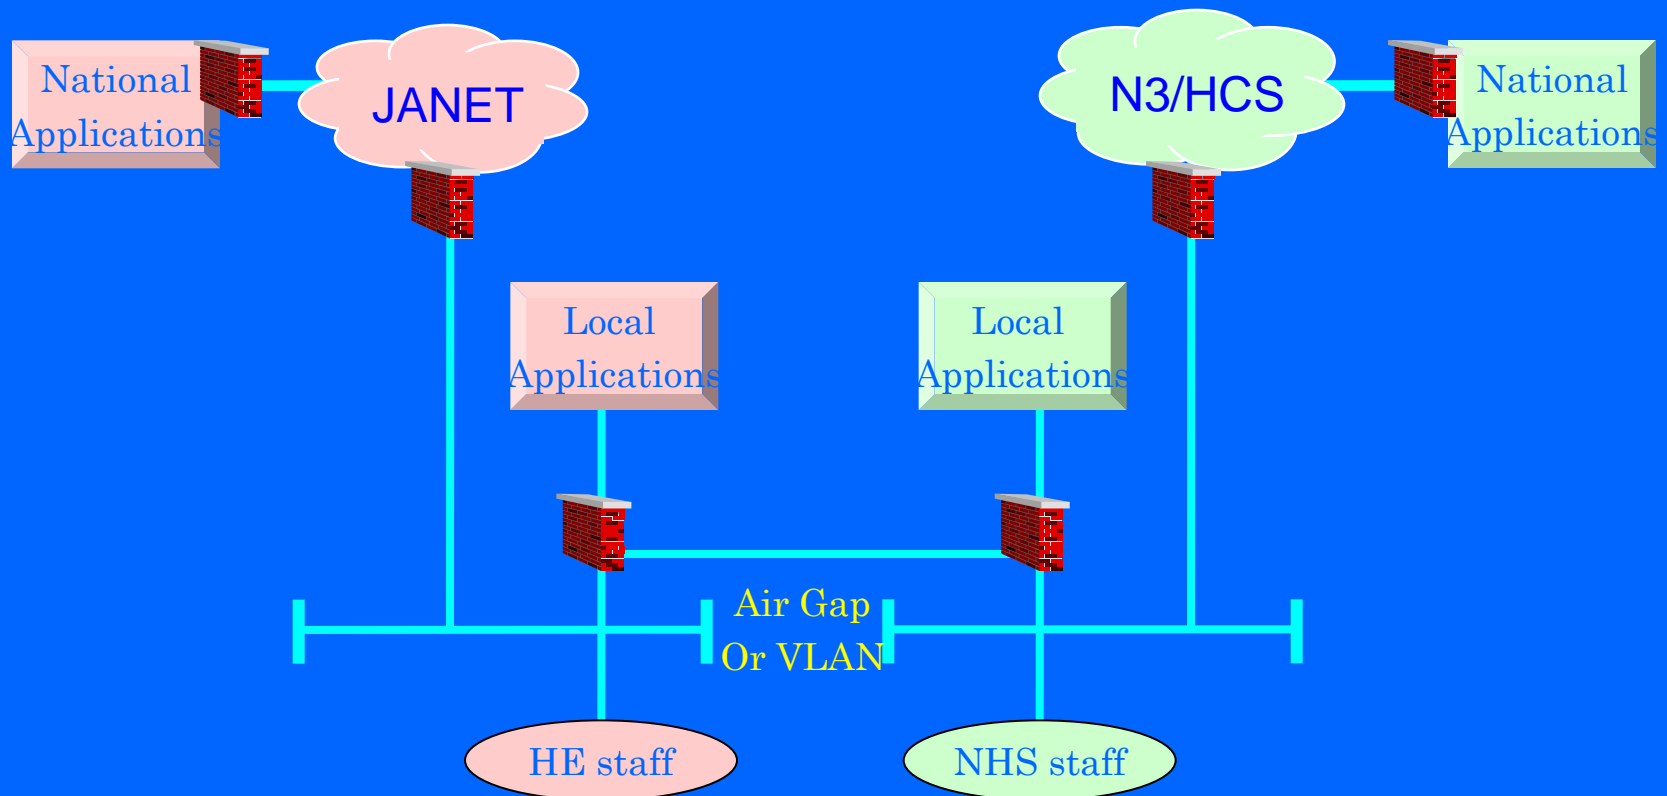 National
Applications
JANET
N3/HCS
National
Applications
Local
Applications
Local
Applications
Air Gap
Or VLAN
HE staff
NHS staff